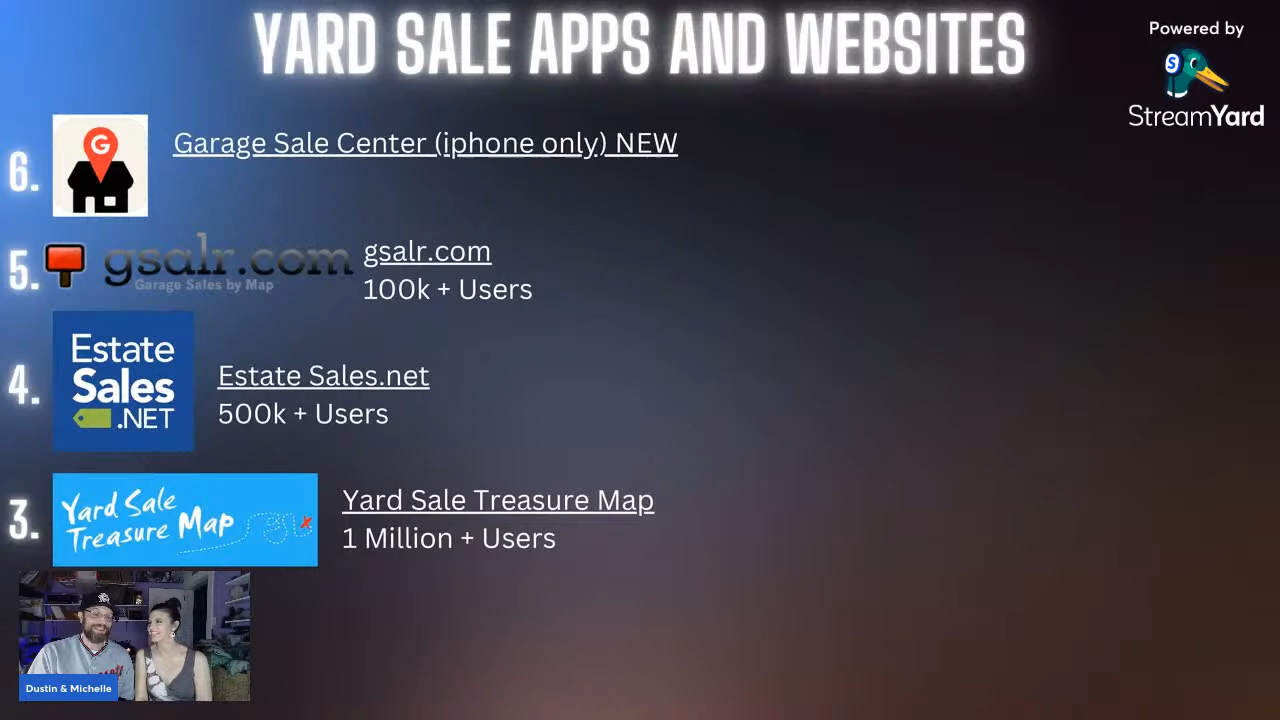 YARD SALE APPS AND WEBSITES
Powered by
S
StreamYard
6.
G
Garage Sale Center (iphone only) NEW
5.
gsalr.com
Garage Sales by Map
gsalr.com
100k + Users
4.
Estate
Sales
.NET
Estate Sales.net
500k + Users
3.
Yard Sale
Treasure Map
x
Yard Sale Treasure Map
1 Million + Users
Dustin & Michelle